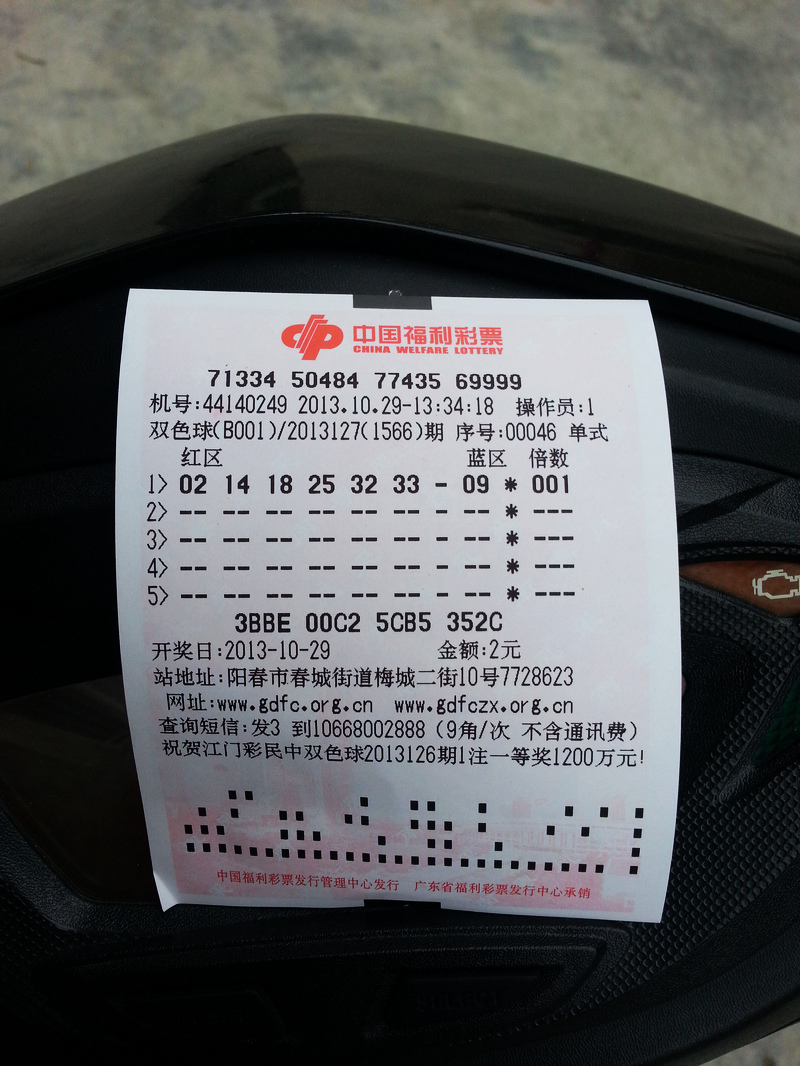 中国福利彩票
CHINA WELFARE LOTTERY
71334 50484 77435 69999
机号:44140249 2013.10.29-13:34:18 操作员:1
双色球(B001)/2013127(1566)期 序号:00046 单式
红区 蓝区 倍数
1> 02 14 18 25 32 33 - 09 * 001
2> -- -- -- -- -- -- - -- * ---
3> -- -- -- -- -- -- - -- * ---
4> -- -- -- -- -- -- - -- * ---
5> -- -- -- -- -- -- - -- * ---
3BBE 00C2 5CB5 352C
开奖日:2013-10-29 金额:2元
站地址:阳春市春城街道梅城二街10号7728623
网址:www.gdfc.org.cn www.gdfczx.org.cn
查询短信:发3 到10668002888 (9角/次 不含通讯费)
祝贺江门彩民中双色球2013126期1注一等奖1200万元!
中国福利彩票发行管理中心发行 广东省福利彩票发行中心承销